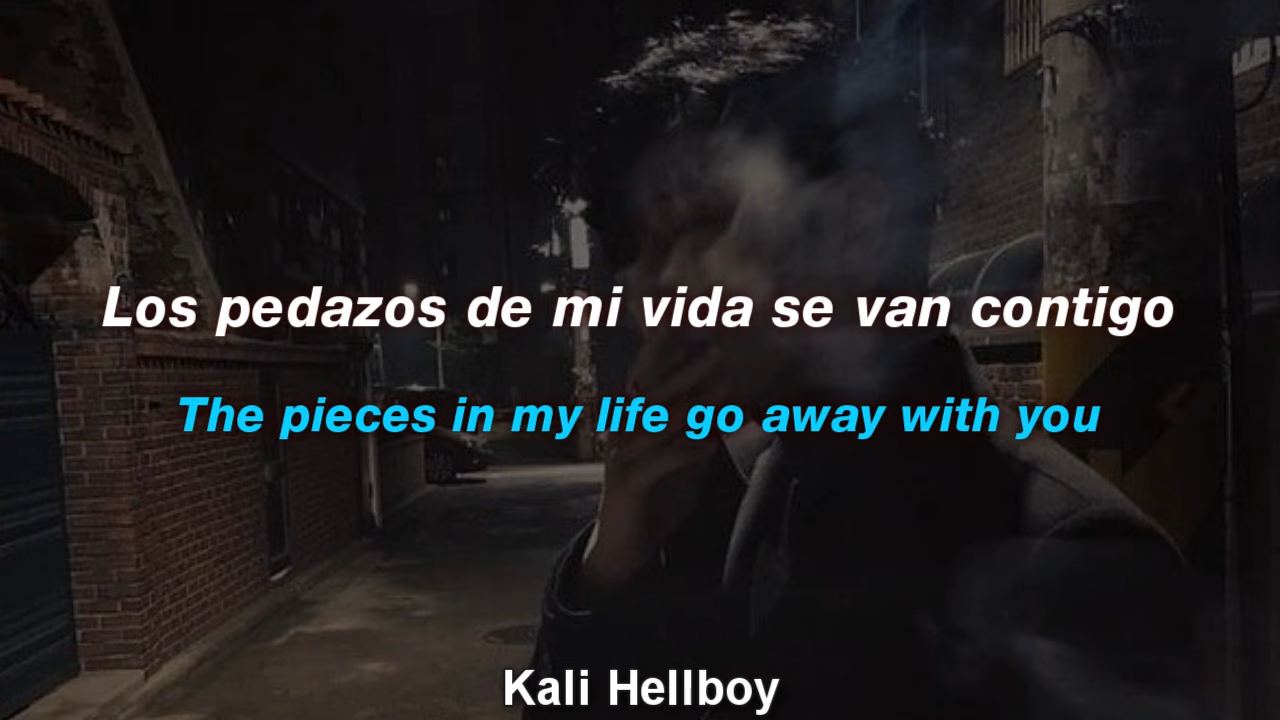 Los pedazos de mi vida se van contigo
The pieces in my life go away with you
Kali Hellboy